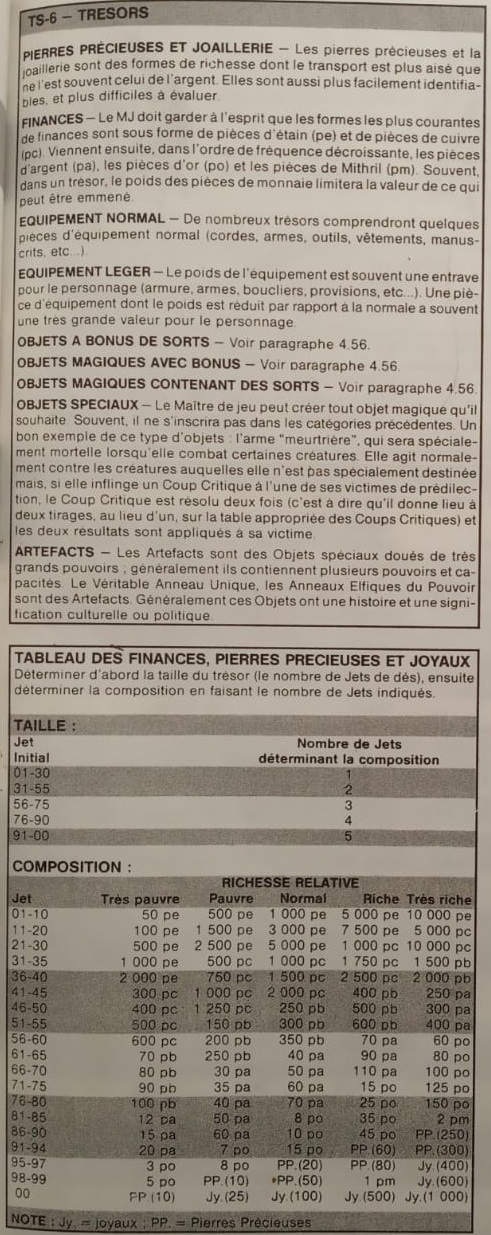 TS-6 – TRESORS
PIERRES PRÉCIEUSES ET JOAILLERIE — Les pierres précieuses et la
joaillerie sont des formes de richesse dont le transport est plus aisé que
ne l'est souvent celui de l'argent. Elles sont aussi plus facilement identifia-
bles, et plus difficiles à évaluer.
FINANCES — Le MJ doit garder à l'esprit que les formes les plus courantes
de finances sont sous forme de pièces d'étain (pe) et de pièces de cuivre
(pc). Viennent ensuite, dans l'ordre de fréquence décroissante, les pièces
d'argent (pa), les pièces d'or (po) et les pièces de Mithril (pm). Souvent,
dans un trésor, le poids des pièces de monnaie limitera la valeur de ce qui
peut être emmené.
EQUIPEMENT NORMAL — De nombreux trésors comprendront quelques
pièces d'équipement normal (cordes, armes, outils, vêtements, manus-
crits, etc...).
EQUIPEMENT LEGER — Le poids de l'équipement est souvent une entrave
pour le personnage (armure, armes, boucliers, provisions, etc...). Une piè-
ce d'équipement dont le poids est réduit par rapport à la normale a souvent
une très grande valeur pour le personnage.
OBJETS A BONUS DE SORTS — Voir paragraphe 4.56.
OBJETS MAGIQUES AVEC BONUS — Voir paragraphe 4.56.
OBJETS MAGIQUES CONTENANT DES SORTS — Voir paragraphe 4.56.
OBJETS SPECIAUX — Le Maître de jeu peut créer tout objet magique qu'il
souhaite. Souvent, il ne s'inscrira pas dans les catégories précédentes. Un
bon exemple de ce type d'objets : l'arme "meurtrière", qui sera spéciale-
ment mortelle lorsqu'elle combat certaines créatures. Elle agit normale-
ment contre les créatures auquelles elle n'est pas spécialement destinée
mais, si elle inflinge un Coup Critique à l'une de ses victimes de prédilec-
tion, le Coup Critique est résolu deux fois (c'est à dire qu'il donne lieu à
deux tirages, au lieu d'un, sur la table appropriée des Coups Critiques) et
les deux résultats sont appliqués à sa victime.
ARTEFACTS — Les Artefacts sont des Objets spéciaux doués de très
grands pouvoirs ; généralement ils contiennent plusieurs pouvoirs et ca-
pacités. Le Véritable Anneau Unique, les Anneaux Elfiques du Pouvoir
sont des Artefacts. Généralement ces Objets ont une histoire et une signi-
fication culturelle ou politique.
TABLEAU DES FINANCES, PIERRES PRECIEUSES ET JOYAUX
Déterminer d'abord la taille du trésor (le nombre de Jets de dés), ensuite
déterminer la composition en faisant le nombre de Jets indiqués.
TAILLE :
Jet Nombre de Jets
Initial déterminant la composition
01-30 1
31-55 2
56-75 3
76-90 4
91-00 5
COMPOSITION :
RICHESSE RELATIVE
Jet Très pauvre Pauvre Normal Riche Très riche
01-10 50 pe 500 pe 1 000 pe 5 000 pe 10 000 pe
11-20 100 pe 1 500 pe 3 000 pe 7 500 pe 5 000 pc
21-30 500 pe 2 500 pe 5 000 pe 1 000 pc 10 000 pc
31-35 1 000 pe 500 pc 1 000 pc 1 750 pc 1 500 pb
36-40 2 000 pe 750 pc 1 500 pc 2 500 pc 2 000 pb
41-45 300 pc 1 000 pc 2 000 pc 400 pb 250 pa
46-50 400 pc 1 250 pc 250 pb 500 pb 300 pa
51-55 500 pc 150 pb 300 pb 600 pb 400 pa
56-60 600 pc 200 pb 350 pb 70 pa 60 po
61-65 70 pb 250 pb 40 pa 90 pa 80 po
66-70 80 pb 30 pa 50 pa 110 pa 100 po
71-75 90 pb 35 pa 60 pa 15 po 125 po
76-80 100 pb 40 pa 70 pa 25 po 150 po
81-85 12 pa 50 pa 8 po 35 po 2 pm
86-90 15 pa 60 pa 10 po 45 po PP.(250)
91-94 20 pa 7 po 15 po PP.(60) PP.(300)
95-97 3 po 8 po PP.(20) PP.(80) Jy.(400)
98-99 5 po PP.(10) PP.(50) 1 pm Jy.(600)
00 PP.(10) Jy.(25) Jy.(100) Jy.(500) Jy.(1 000)
NOTE : Jy. = joyaux ; PP. = Pierres Précieuses